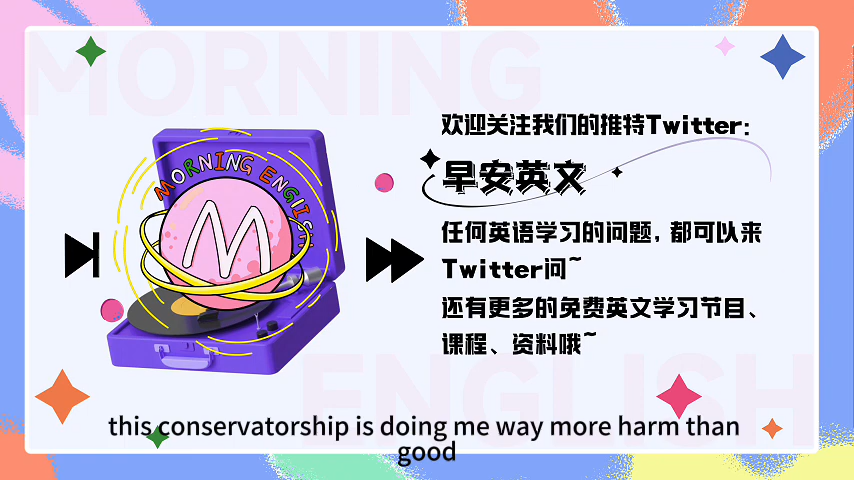 MORNING
欢迎关注我们的推特Twitter:
早安英文
MORNING ENGlISH
M
任何英语学习的问题, 都可以来
Twitter问~
还有更多的免费英文学习节目、
课程、资料哦~
ENGLISH
this conservatorship is doing me way more harm than
good